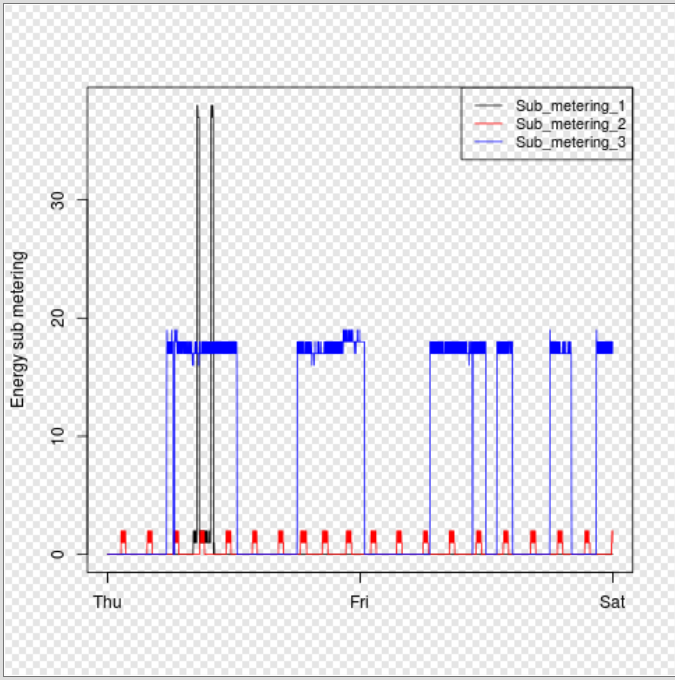 Sub_metering_1
Sub_metering_2
Sub_metering_3
Energy sub metering
30
20
10
0
Thu Fri Sat